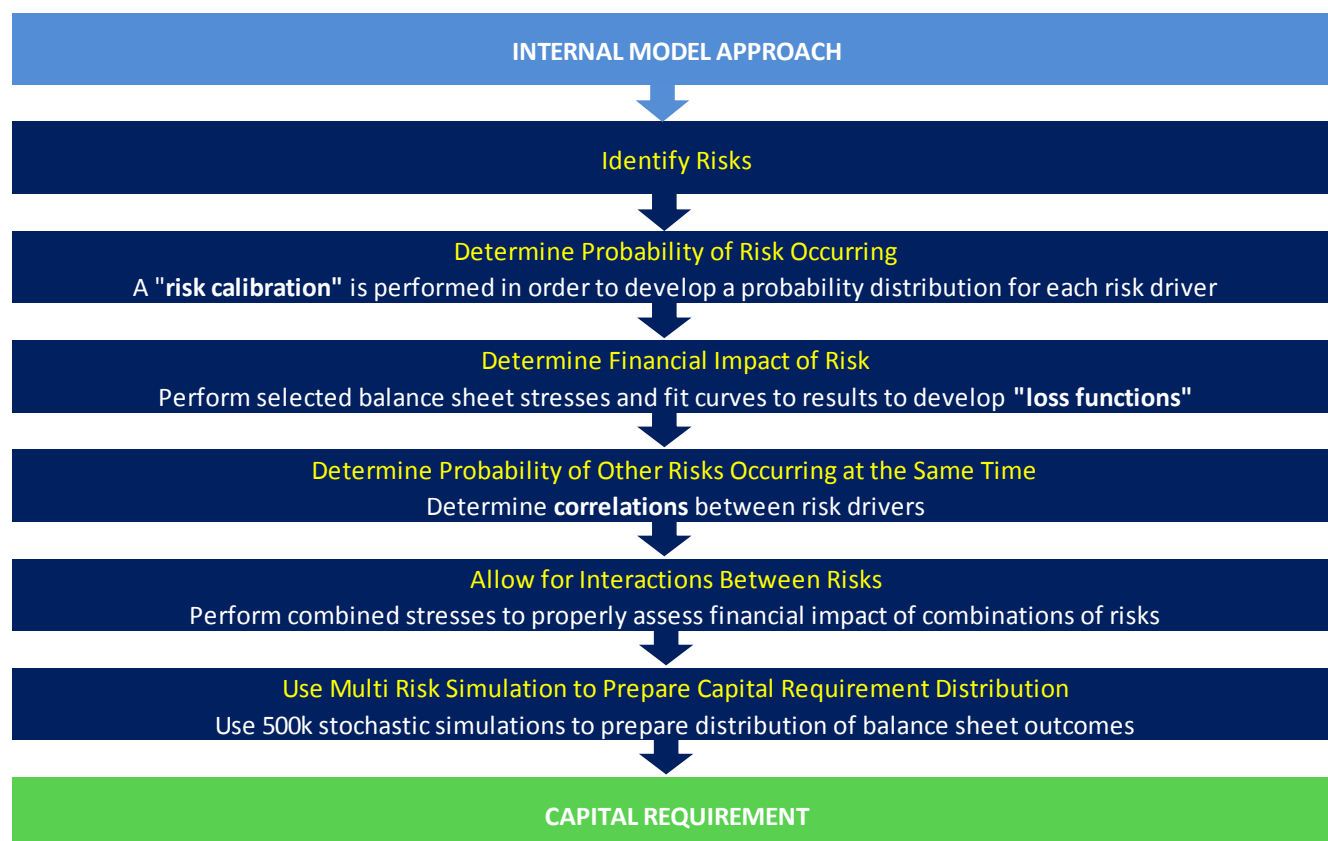 INTERNAL MODEL APPROACH
Identify Risks
Determine Probability of Risk Occurring
A "risk calibration" is performed in order to develop a probability distribution for each risk driver
Determine Financial Impact of Risk
Perform selected balance sheet stresses and fit curves to results to develop "loss functions"
Determine Probability of Other Risks Occurring at the Same Time
Determine correlations between risk drivers
Allow for Interactions Between Risks
Perform combined stresses to properly assess financial impact of combinations of risks
Use Multi Risk Simulation to Prepare Capital Requirement Distribution
Use 500k stochastic simulations to prepare distribution of balance sheet outcomes
CAPITAL REQUIREMENT